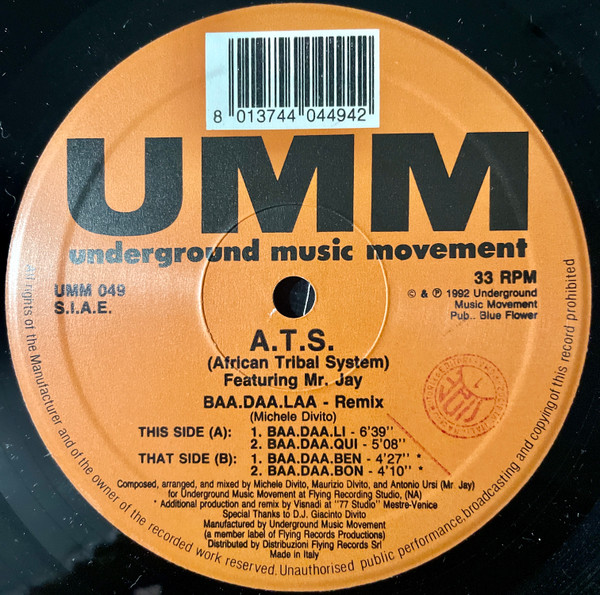 8 013744 044942
UMM
underground music movement
UMM 049
S.I.A.E.
33 RPM
© & ℗ 1992 Underground
Music Movement
Pub.. Blue Flower
A.T.S.
(African Tribal System)
Featuring Mr. Jay
BAA.DAA.LAA - Remix
(Michele Divito)
THIS SIDE (A): 1. BAA.DAA.LI - 6'39''
2. BAA.DAA.QUI - 5'08''
THAT SIDE (B): 1. BAA.DAA.BEN - 4'27'' *
2. BAA.DAA.BON - 4'10'' *
Composed, arranged, and mixed by Michele Divito, Maurizio Divito, and Antonio Ursi (Mr. Jay)
for Underground Music Movement at Flying Recording Studio, (NA)
* Additional production and remix by Visnadi at "77 Studio" Mestre-Venice
Special Thanks to D.J. Giacinto Divito
Manufactured by Underground Music Movement
(a member label of Flying Records Productions)
Distributed by Distribuzioni Flying Records Srl
Made in Italy
All rights of the Manufacturer and of the owner of the recorded work reserved. Unauthorised public performance, broadcasting and copying of this record prohibited